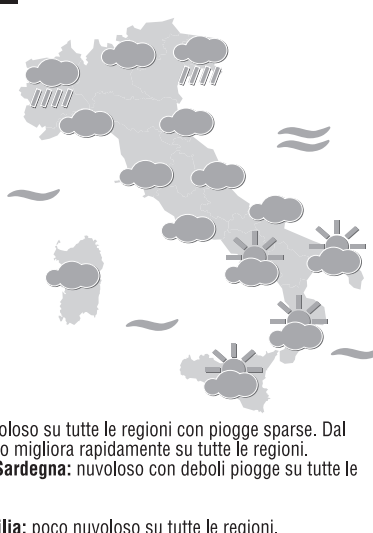 oloso su tutte le regioni con piogge sparse. Dal
o migliora rapidamente su tutte le regioni.
Sardegna: nuvoloso con deboli piogge su tutte le
ilia: poco nuvoloso su tutte le regioni.